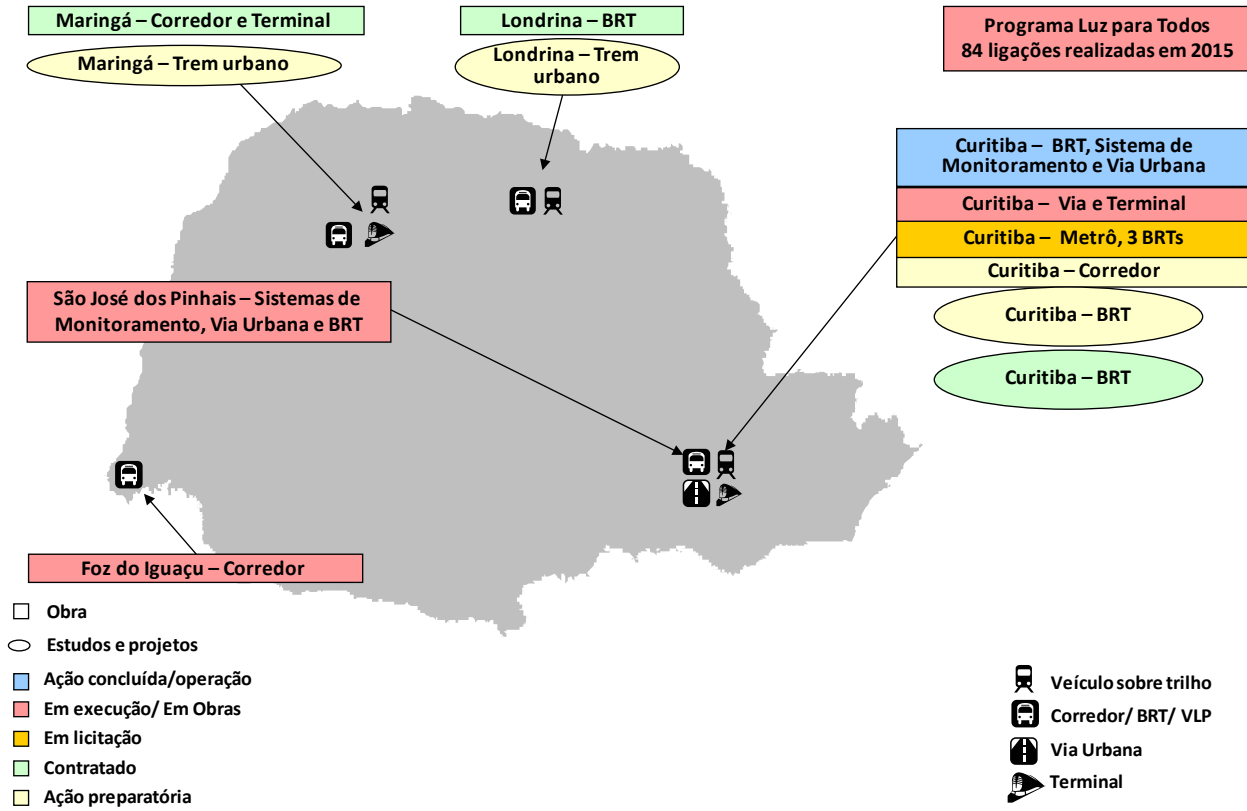 Maringá – Corredor e Terminal
Maringá – Trem urbano
Londrina – BRT
Londrina – Trem
urbano
Programa Luz para Todos
84 ligações realizadas em 2015
Curitiba – BRT, Sistema de
Monitoramento e Via Urbana
Curitiba – Via e Terminal
Curitiba – Metrô, 3 BRTs
Curitiba – Corredor
Curitiba – BRT
Curitiba – BRT
São José dos Pinhais – Sistemas de
Monitoramento, Via Urbana e BRT
Foz do Iguaçu – Corredor
Obra
Estudos e projetos
Ação concluída/operação
Em execução/ Em Obras
Em licitação
Contratado
Ação preparatória
Veículo sobre trilho
Corredor/ BRT/ VLP
Via Urbana
Terminal